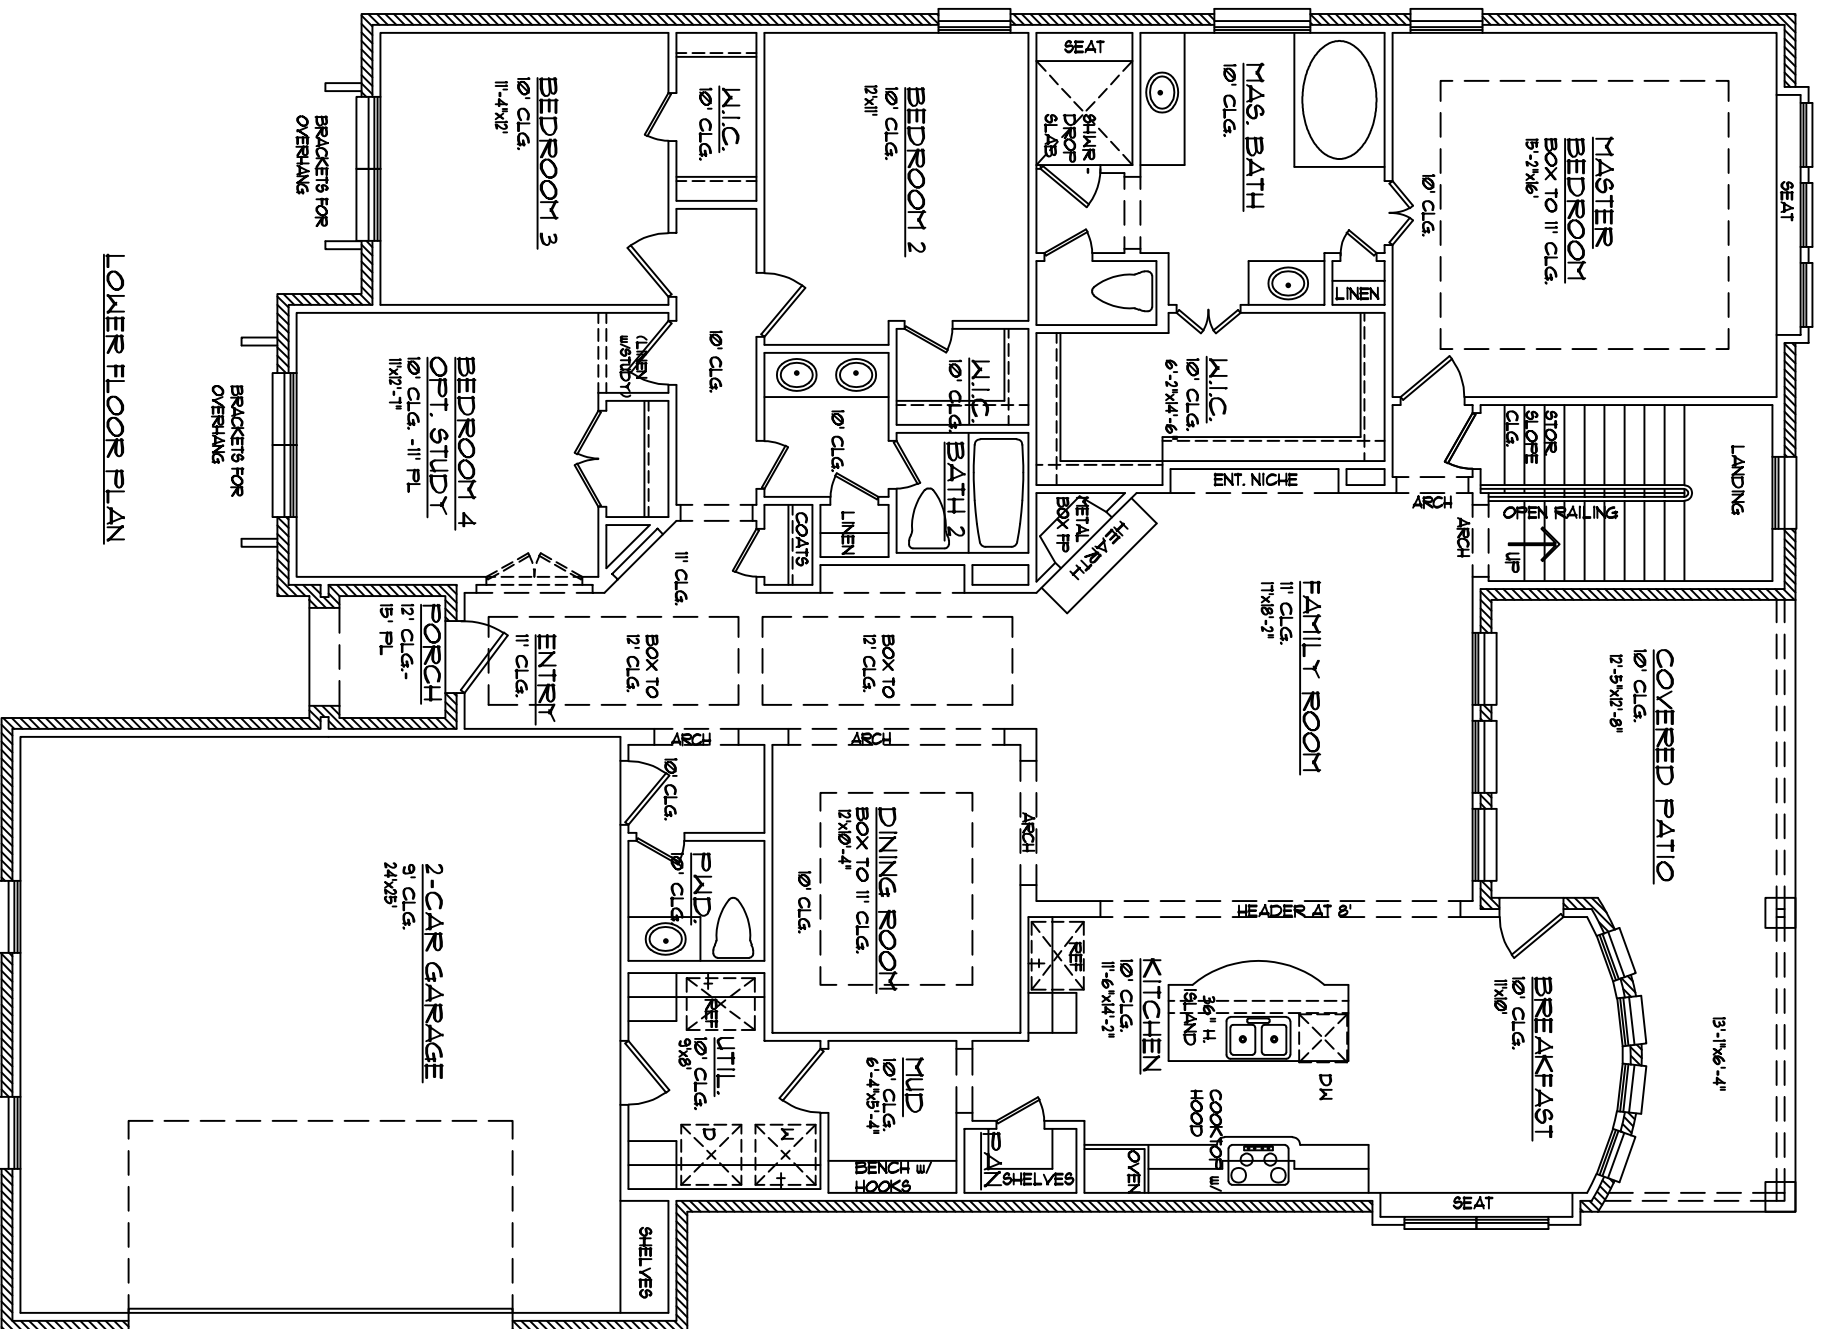 MASTER
BEDROOM
BOX TO 11' CLG.
15'-2"x16'
SEAT
10' CLG.
MAS. BATH
10' CLG.
SEAT
SHWR -
DROP
SLAB
LINEN
W.I.C.
10' CLG.
6'-2"x14'-6"
BEDROOM 2
10' CLG.
12'x11'
W.I.C.
10' CLG.
BEDROOM 3
10' CLG.
11'-4"x12'
BRACKETS FOR
OVERHANG
W.I.C.
10' CLG.
BATH 2
10' CLG.
LINEN
COATS
10' CLG.
(LINEN
w/STUDY)
BEDROOM 4
OPT. STUDY
10' CLG. -11' PL
11'x12'-7"
BRACKETS FOR
OVERHANG
LOWER FLOOR PLAN
LANDING
STOR
SLOPE
CLG.
OPEN RAILING
UP
ARCH
ARCH
ENT. NICHE
METAL
BOX FP
HEARTH
FAMILY ROOM
11' CLG.
17'x18'-2"
COVERED PATIO
10' CLG.
12'-5"x12'-8"
13'-1"x6'-4"
11' CLG.
BOX TO
12' CLG.
BOX TO
12' CLG.
ENTRY
11' CLG.
PORCH
12' CLG.-
15' PL
ARCH
ARCH
ARCH
10' CLG.
DINING ROOM
BOX TO 11' CLG.
12'x10'-4"
10' CLG.
PWD.
10' CLG.
HEADER AT 8'
REF
KITCHEN
10' CLG.
11'-6"x14'-2"
36" H.
ISLAND
DW
COOKTOP w/
HOOD
OVEN
BREAKFAST
10' CLG.
11'x10'
SEAT
PAN
SHELVES
MUD
10' CLG.
6'-4"x5'-4"
BENCH w/
HOOKS
REF
UTIL.
10' CLG.
9'x8'
D
W
2-CAR GARAGE
9' CLG.
24'x25'
SHELVES